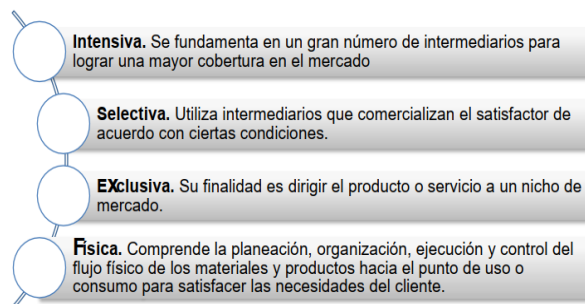 Intensiva. Se fundamenta en un gran número de intermediarios para
lograr una mayor cobertura en el mercado
Selectiva. Utiliza intermediarios que comercializan el satisfactor de
acuerdo con ciertas condiciones.
EXclusiva. Su finalidad es dirigir el producto o servicio a un nicho de
mercado.
Física. Comprende la planeación, organización, ejecución y control del
flujo físico de los materiales y productos hacia el punto de uso o
consumo para satisfacer las necesidades del cliente.